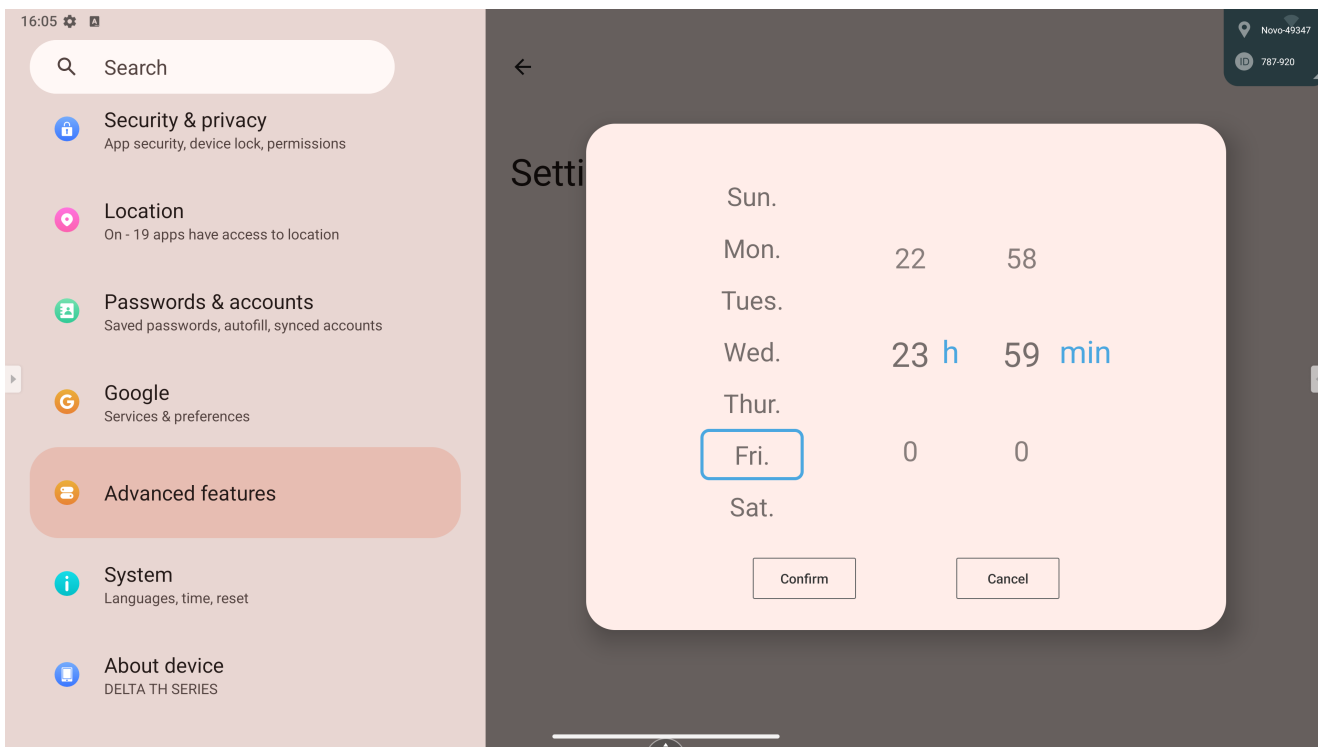 16:05
Search
Security & privacy
App security, device lock, permissions
Location
On - 19 apps have access to location
Passwords & accounts
Saved passwords, autofill, synced accounts
Google
Services & preferences
Advanced features
System
Languages, time, reset
About device
DELTA TH SERIES
Novo-49347
ID 787-920
Setti
Sun.
Mon.
22 58
Tues.
Wed.
23 h 59 min
Thur.
Fri.
0 0
Sat.
Confirm Cancel